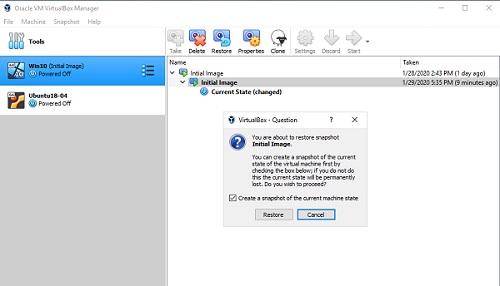 Oracle VM VirtualBox Manager
File Machine Snapshot Help
Tools
Take Delete Restore Properties Clone Settings Discard Start
Name Taken
Intial Image 1/28/2020 2:43 PM (1 day ago)
Initial Image 1/29/2020 5:35 PM (9 minutes ago)
Current State (changed)
Win10 (Initial Image)
Powered Off
Ubuntu18-04
Powered Off
VirtualBox - Question ? ×
You are about to restore snapshot
Initial Image.
You can create a snapshot of the current
state of the virtual machine first by
checking the box below; if you do not
do this the current state will be permanently
lost. Do you wish to proceed?
Create a snapshot of the current machine state
Restore Cancel